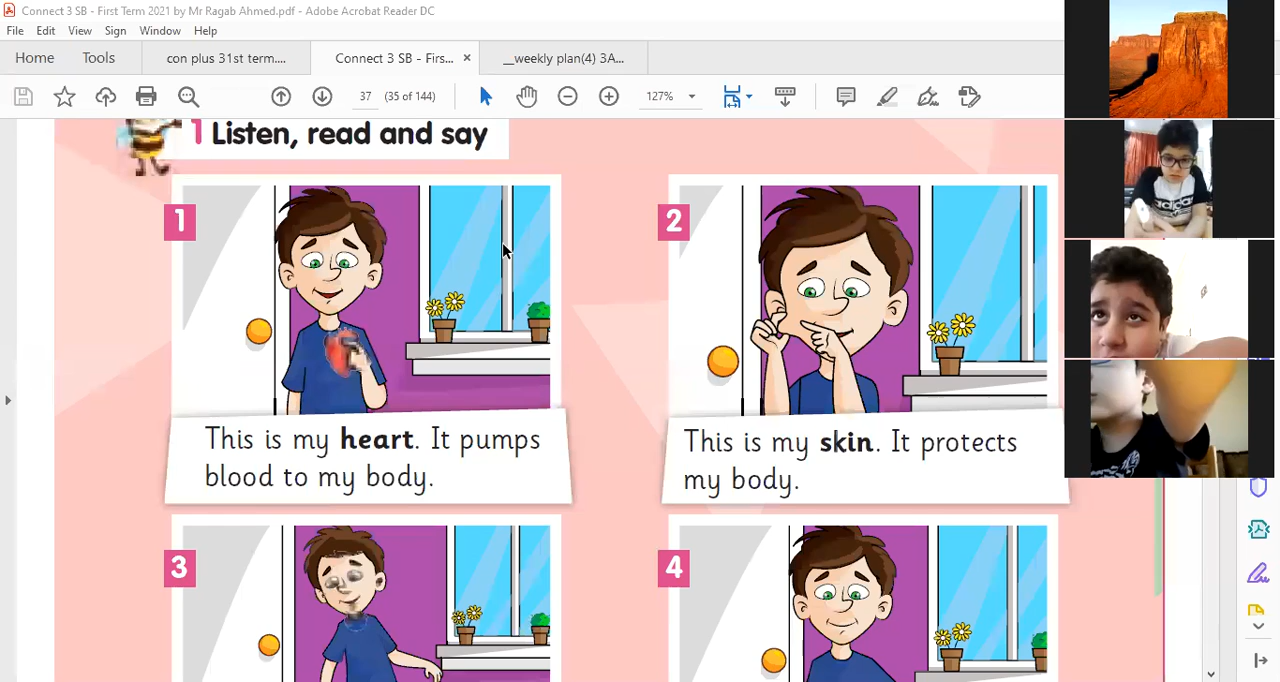 Connect 3 SB - First Term 2021 by Mr Ragab Ahmed.pdf - Adobe Acrobat Reader DC
File Edit View Sign Window Help
Home Tools con plus 31st term.... Connect 3 SB - Firs... × __weekly plan(4) 3A...
37 (35 of 144) 127%
1 Listen, read and say
1
2
This is my heart. It pumps
blood to my body.
This is my skin. It protects
my body.
3
4